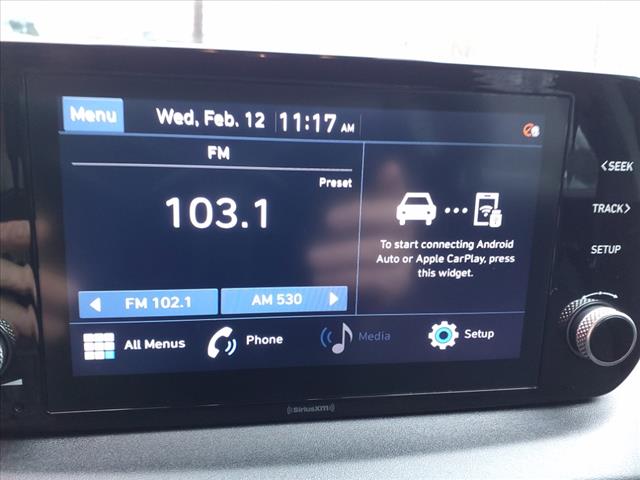 Menu Wed, Feb. 12 11:17 AM
FM
Preset
103.1
FM 102.1 AM 530
To start connecting Android
Auto or Apple CarPlay, press
this widget.
All Menus Phone Media Setup
SEEK
TRACK
SETUP
SiriusXM